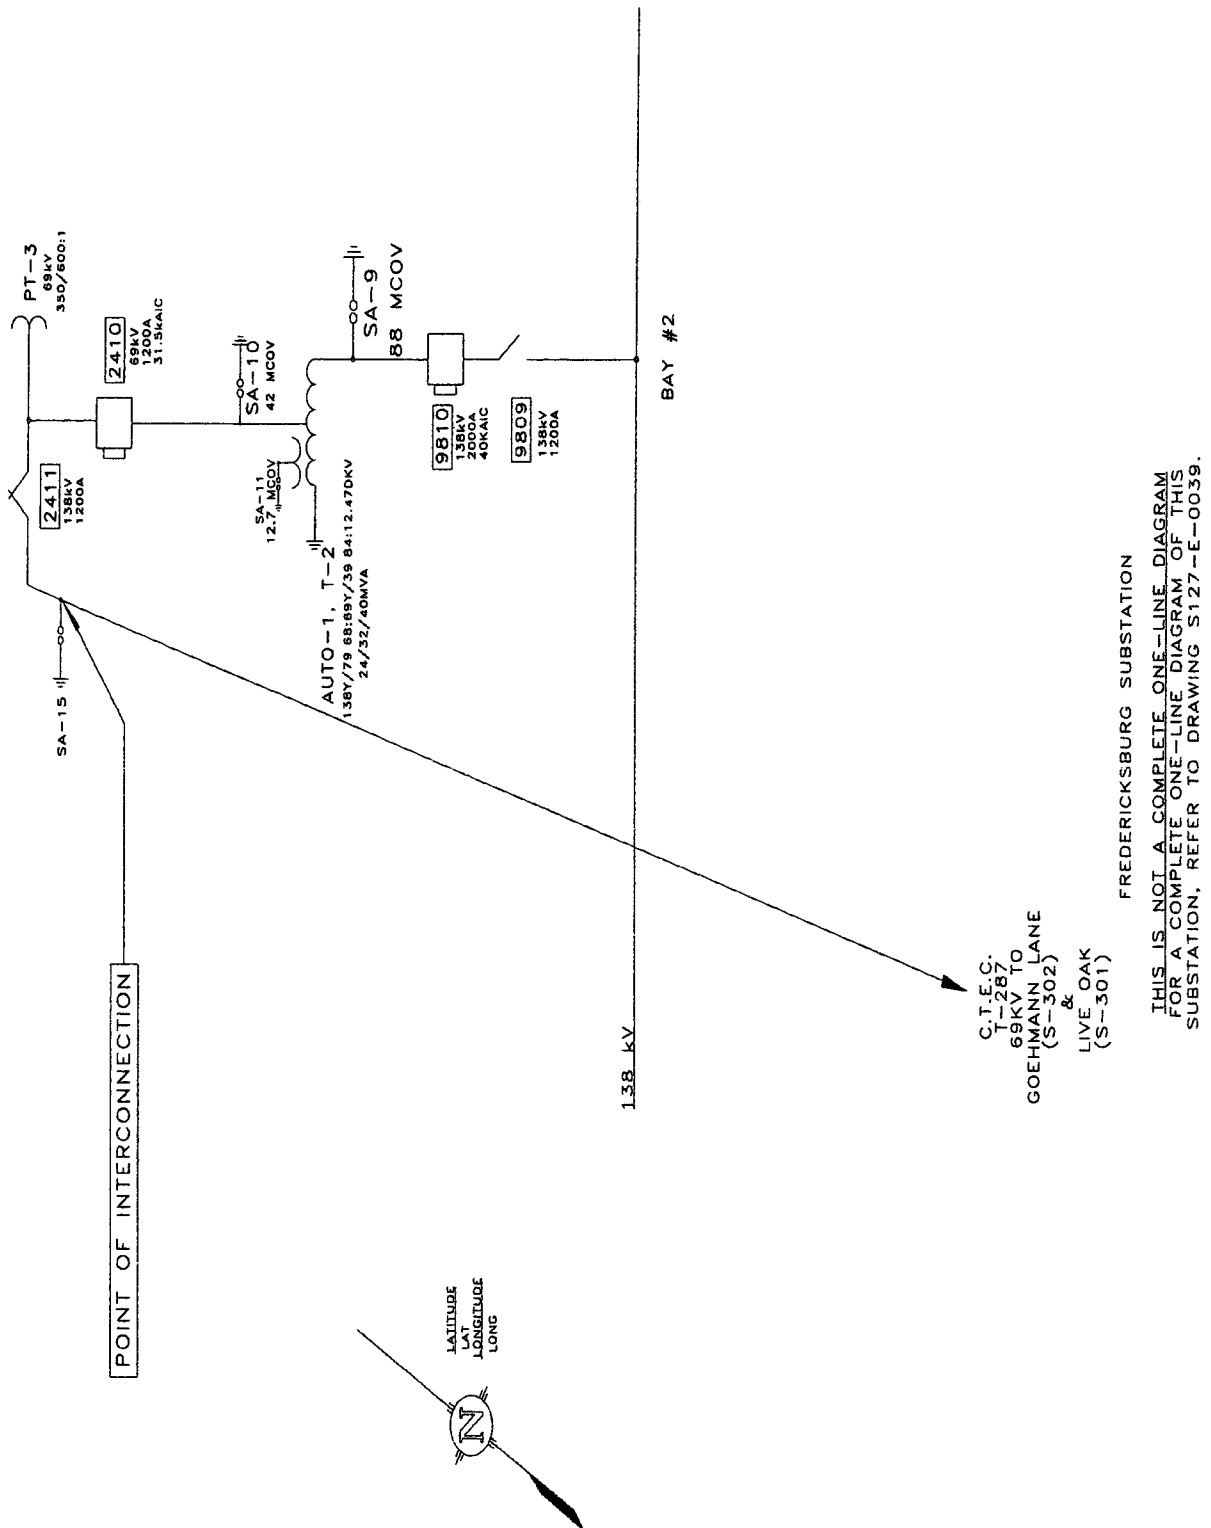 POINT OF INTERCONNECTION
SA-15
2411
138kV
1200A
PT-3
69kV
350/600:1
2410
69kV
1200A
31.5kAIC
SA-10
42 MCOV
SA-11
12.7 MCOV
AUTO-1, T-2
138Y/79 68:69Y/39 84:12.47DKV
24/32/40MVA
SA-9
88 MCOV
9810
138kV
2000A
40KAIC
9809
138kV
1200A
138 kV
BAY #2
LATITUDE
LAT
LONGITUDE
LONG
N
C.T.E.C.
T-287
69KV TO
GOEHMANN LANE
(S-302)
&
LIVE OAK
(S-301)
FREDERICKSBURG SUBSTATION
THIS IS NOT A COMPLETE ONE-LINE DIAGRAM
FOR A COMPLETE ONE-LINE DIAGRAM OF THIS
SUBSTATION, REFER TO DRAWING S127-E-0039.